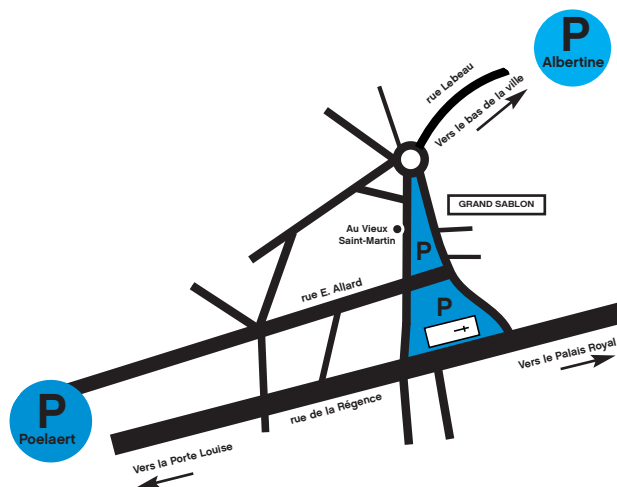 P
Albertine
rue Lebeau
Vers le bas de la ville
GRAND SABLON
Au Vieux
Saint-Martin
P
rue E. Allard
P
Vers le Palais Royal
P
Poelaert
rue de la Régence
Vers la Porte Louise